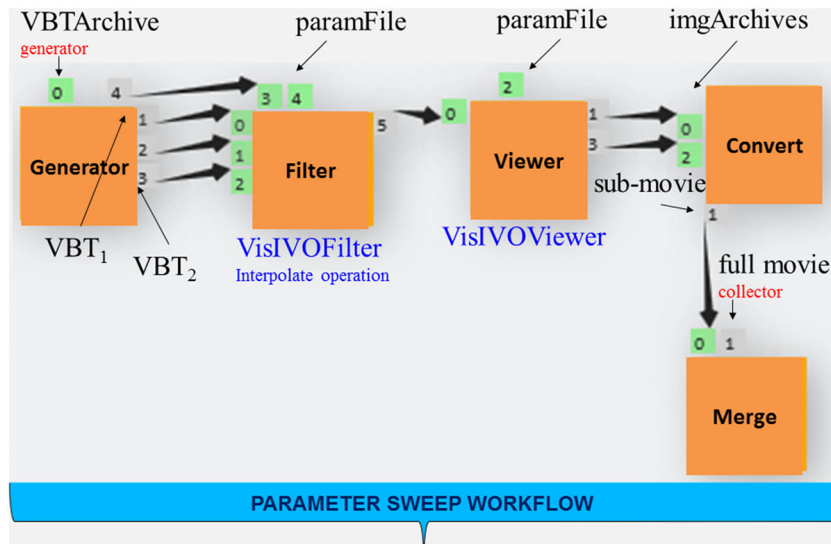 VBTArchive
generator
paramFile
paramFile
imgArchives
0
4
3
4
2
1
2
3
0
1
2
5
0
1
3
0
2
Generator
Filter
Viewer
Convert
VBT1
VBT2
VisIVOFilter
Interpolate operation
VisIVOViewer
sub-movie
1
full movie
collector
0
1
Merge
PARAMETER SWEEP WORKFLOW